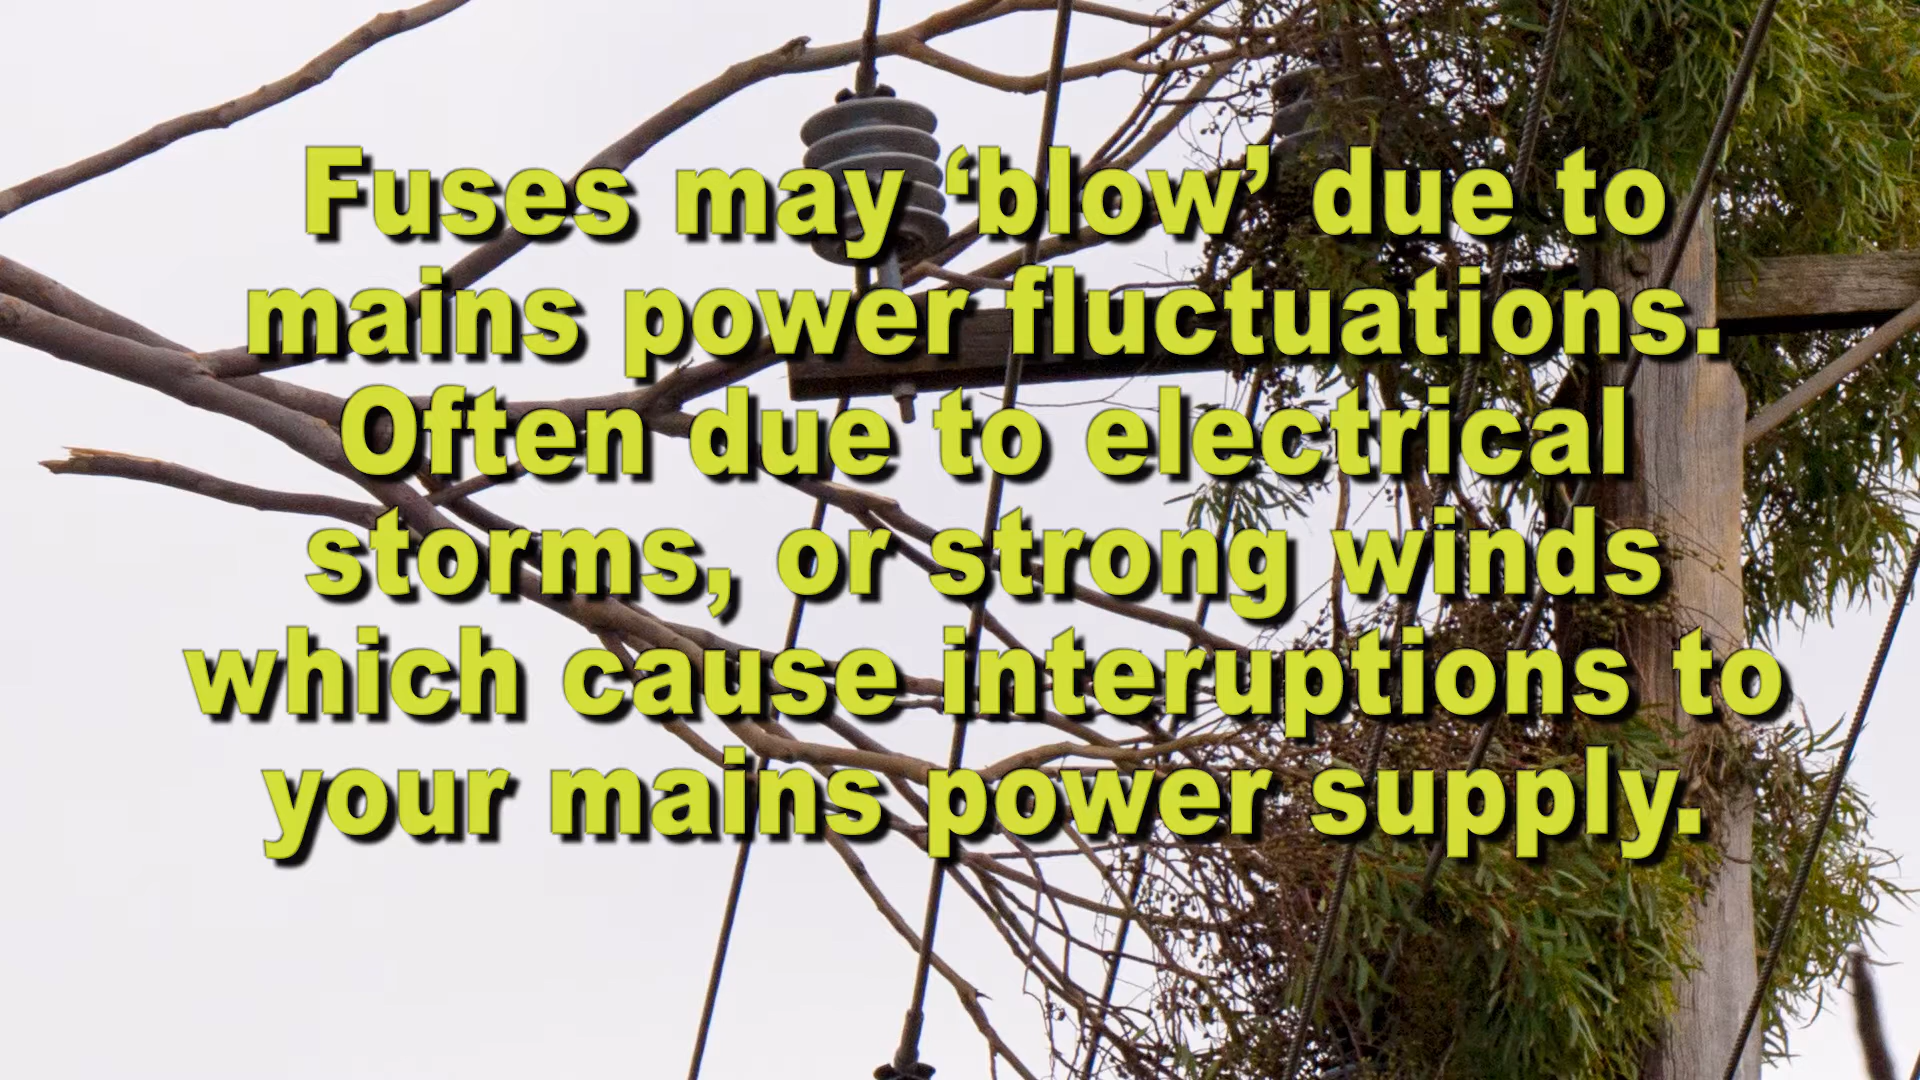 Fuses may ‘blow’ due to
mains power fluctuations.
Often due to electrical
storms, or strong winds
which cause interuptions to
your mains power supply.